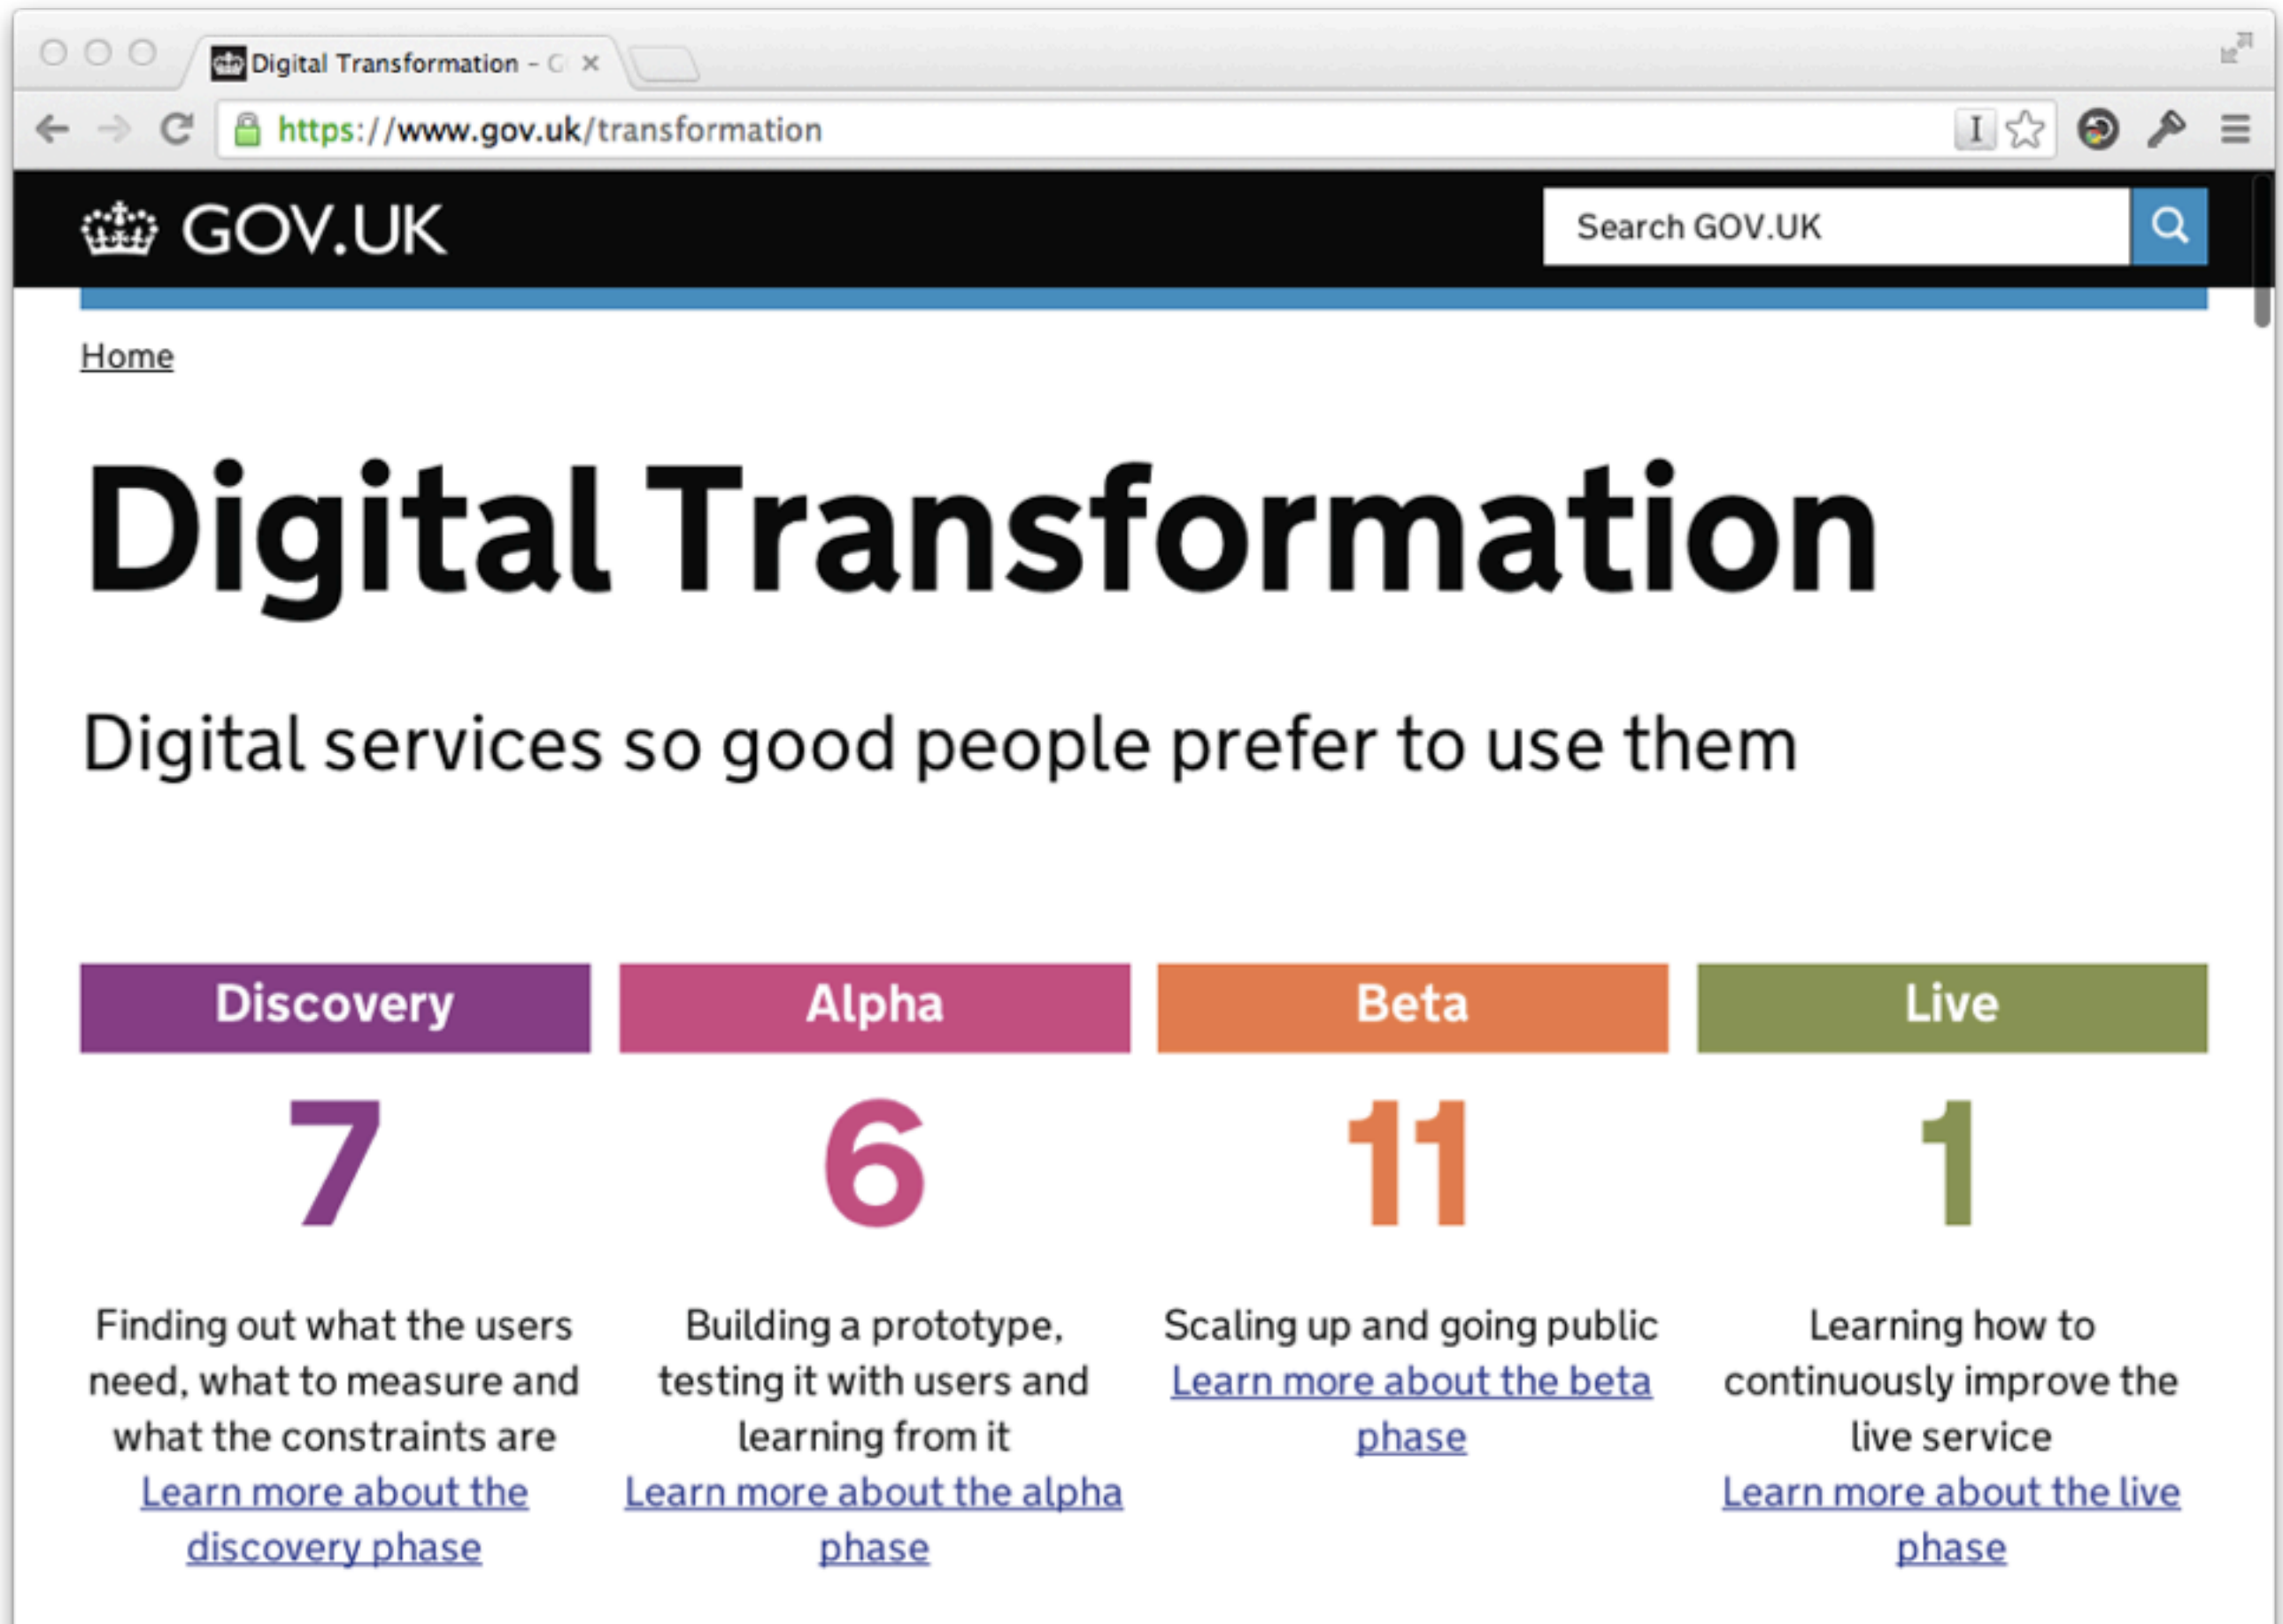 Digital Transformation - G
https://www.gov.uk/transformation
I
GOV.UK
Search GOV.UK
Home
Digital Transformation
Digital services so good people prefer to use them
Discovery
7
Finding out what the users
need, what to measure and
what the constraints are
Learn more about the
discovery phase
Alpha
6
Building a prototype,
testing it with users and
learning from it
Learn more about the alpha
phase
Beta
11
Scaling up and going public
Learn more about the beta
phase
Live
1
Learning how to
continuously improve the
live service
Learn more about the live
phase